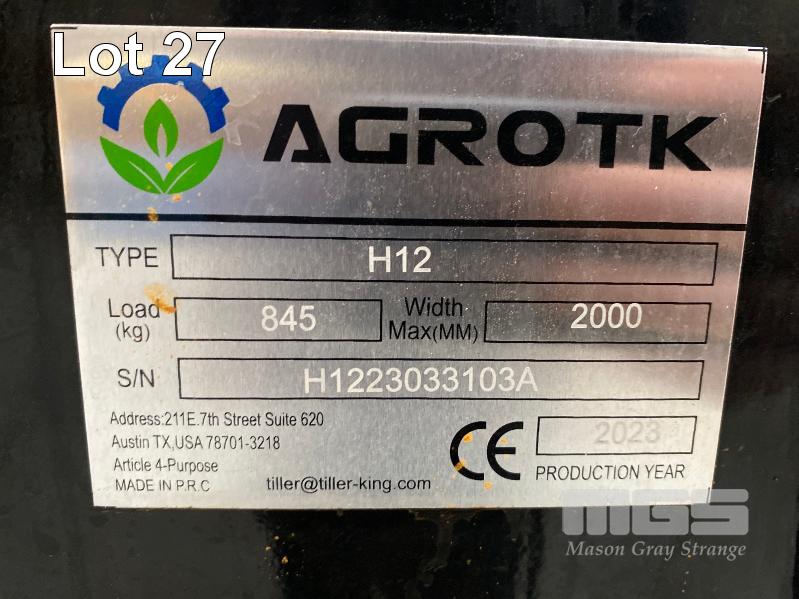 Lot 27
AGROTK
TYPE H12
Load (kg) 845 Width Max(MM) 2000
S/N H1223033103A
Address:211E.7th Street Suite 620
Austin TX,USA 78701-3218
Article 4-Purpose
MADE IN P.R.C
tiller@tiller-king.com
CE
2023
PRODUCTION YEAR
MGS
Mason Gray Strange